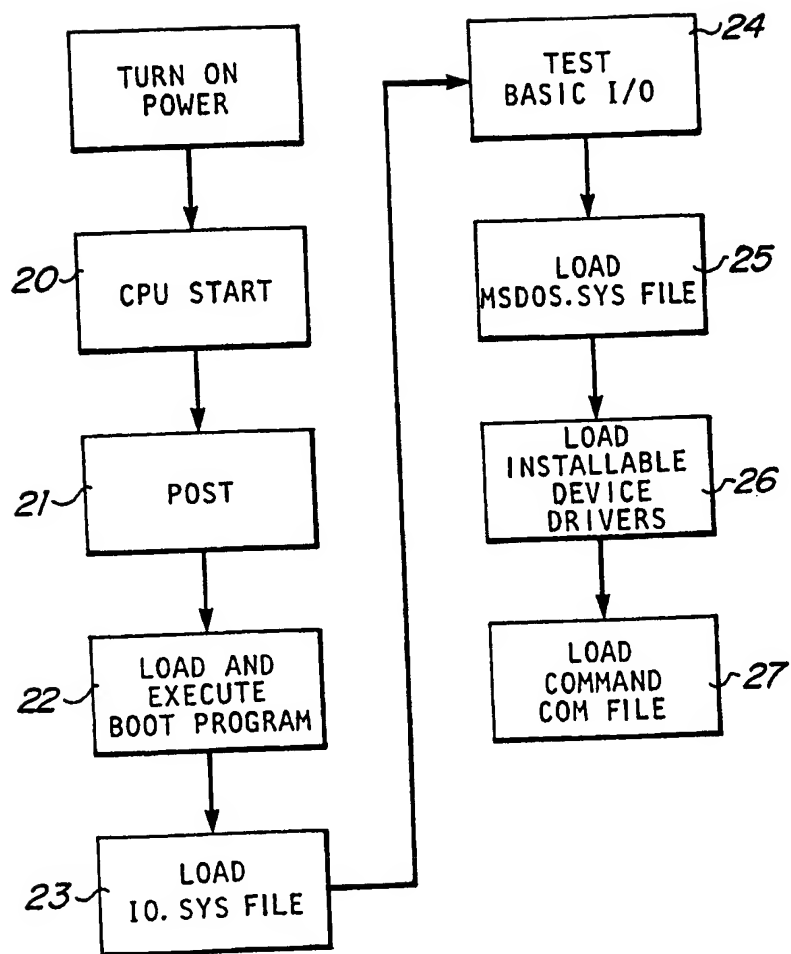 TURN ON
POWER
20
CPU START
21
POST
22
LOAD AND
EXECUTE
BOOT PROGRAM
23
LOAD
IO. SYS FILE
24
TEST
BASIC I/O
25
LOAD
MSDOS.SYS FILE
26
LOAD
INSTALLABLE
DEVICE
DRIVERS
27
LOAD
COMMAND
COM FILE